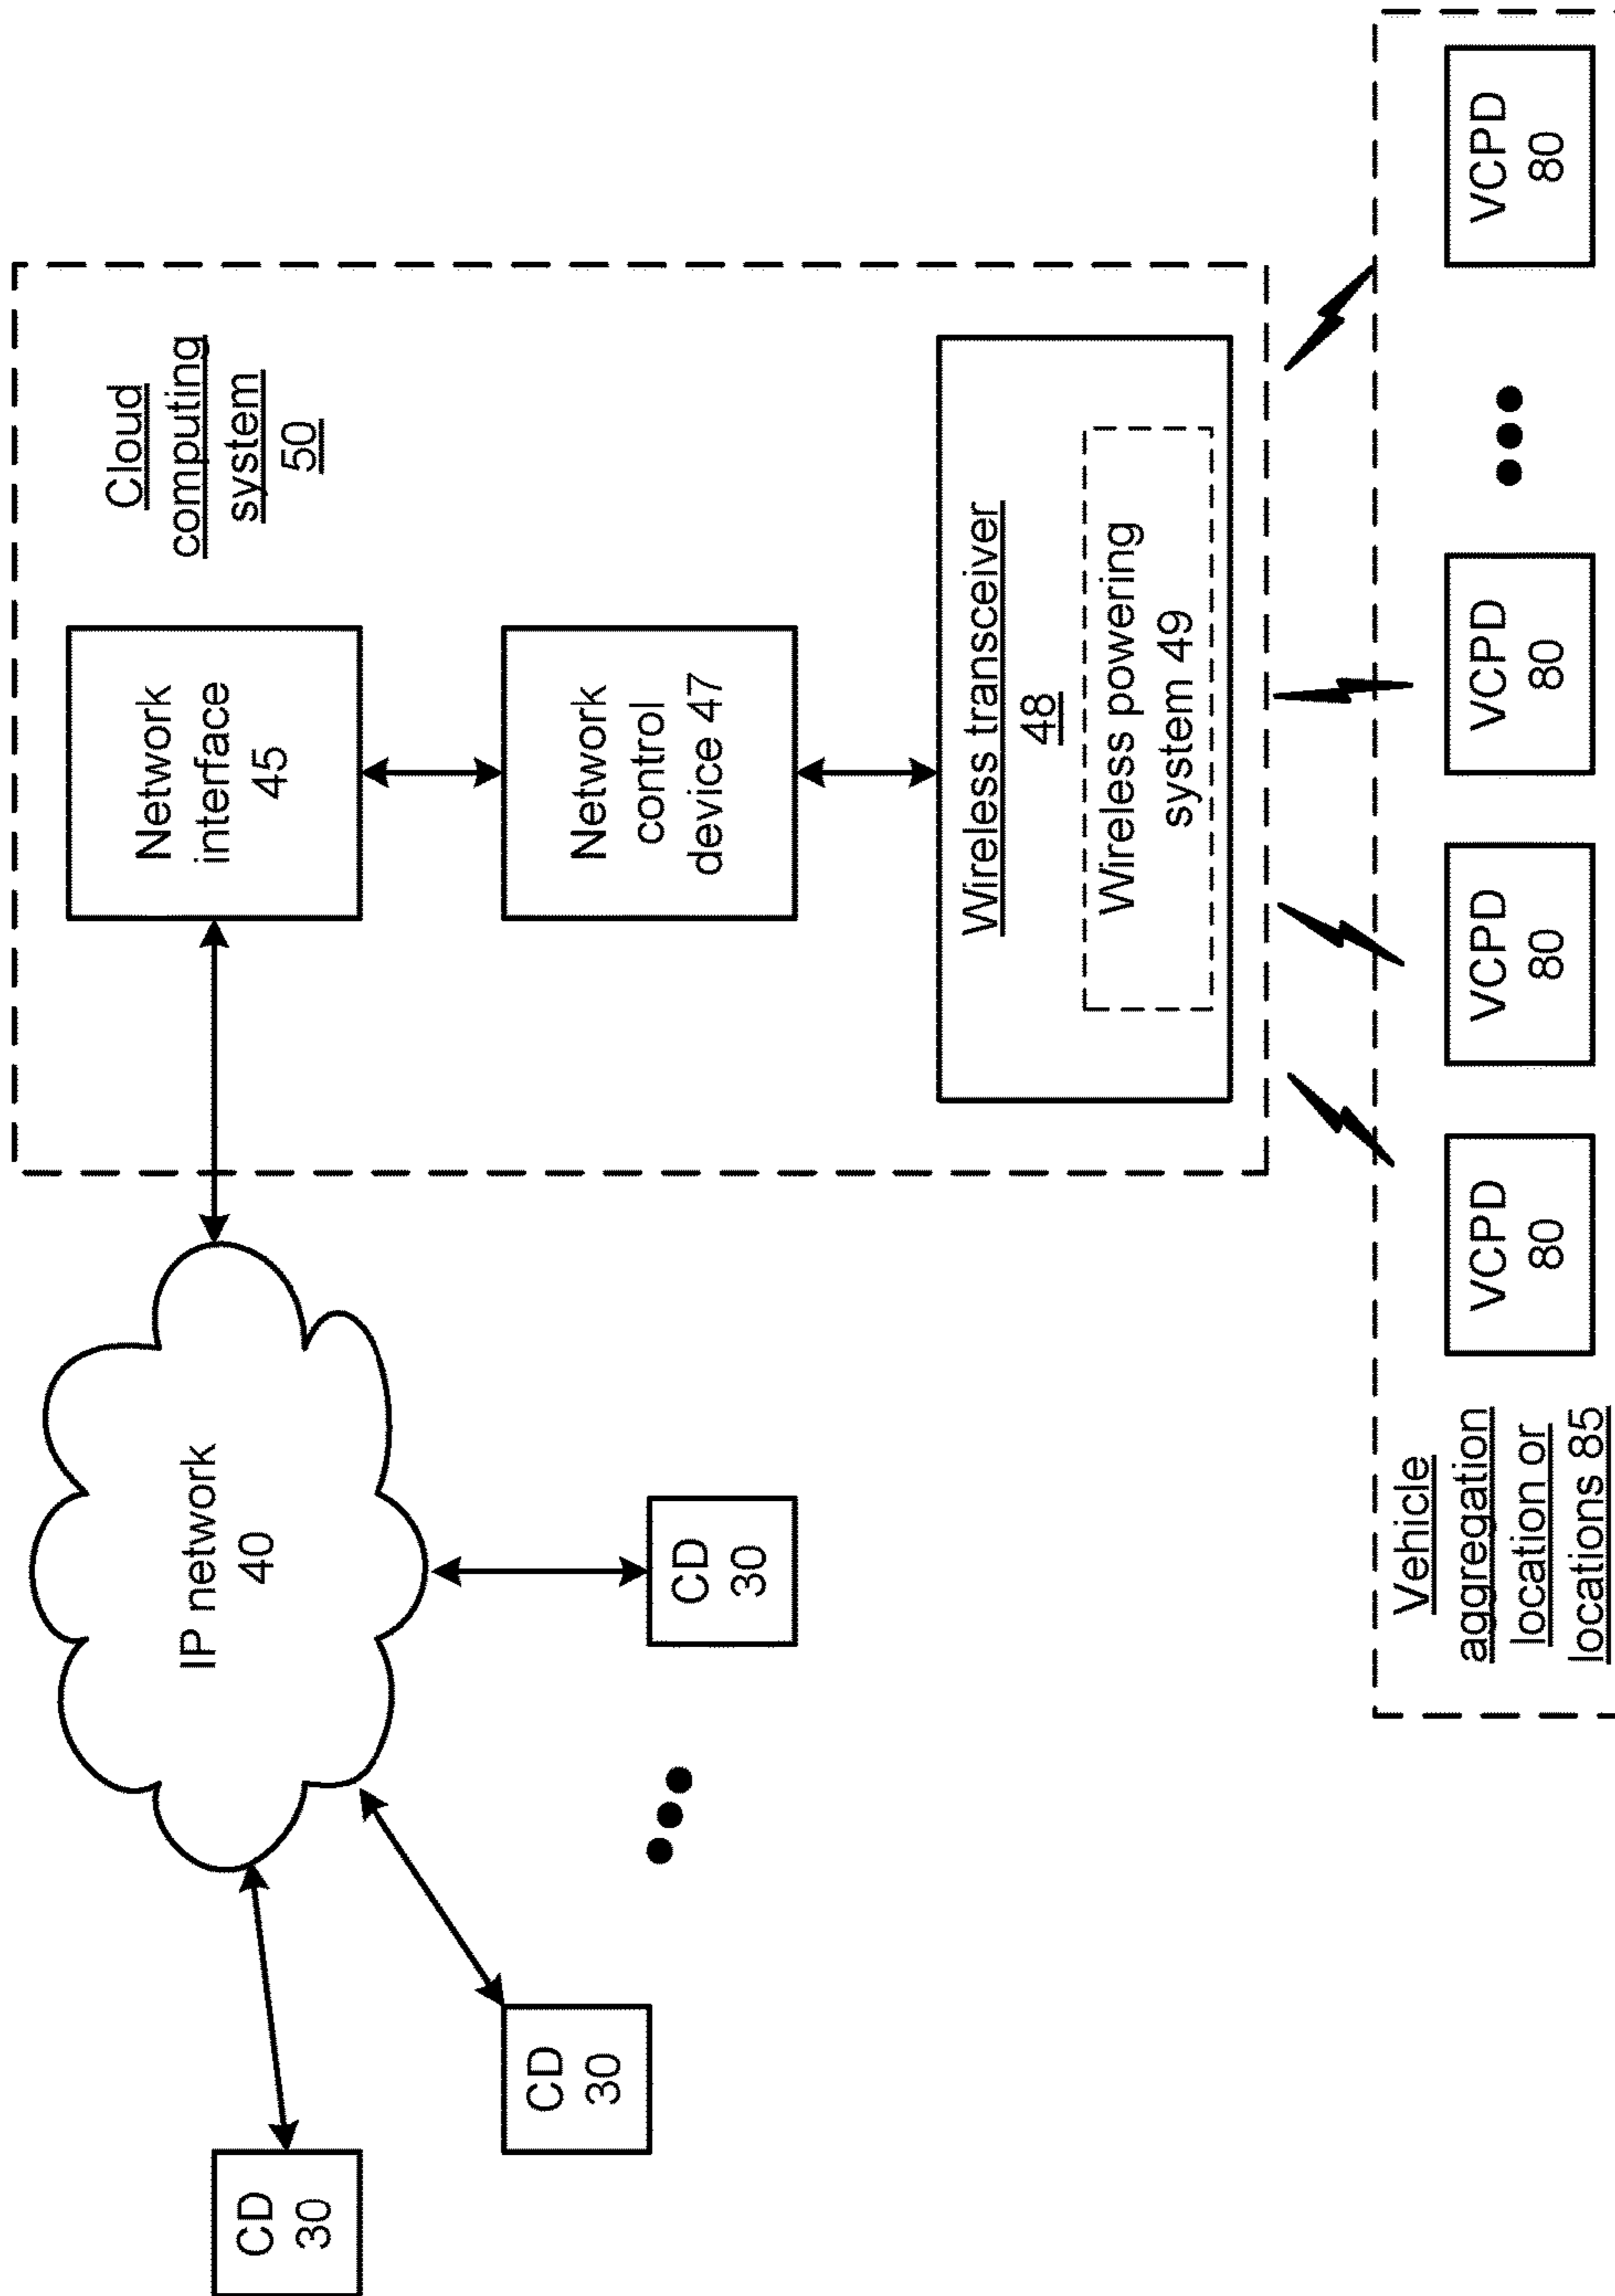 CD
30
CD
30
CD
30
IP network
40
Network
interface
45
Cloud
computing
system
50
Network
control
device 47
Wireless transceiver
48
Wireless powering
system 49
Vehicle
aggregation
location or
locations 85
VCPD
80
VCPD
80
VCPD
80
VCPD
80